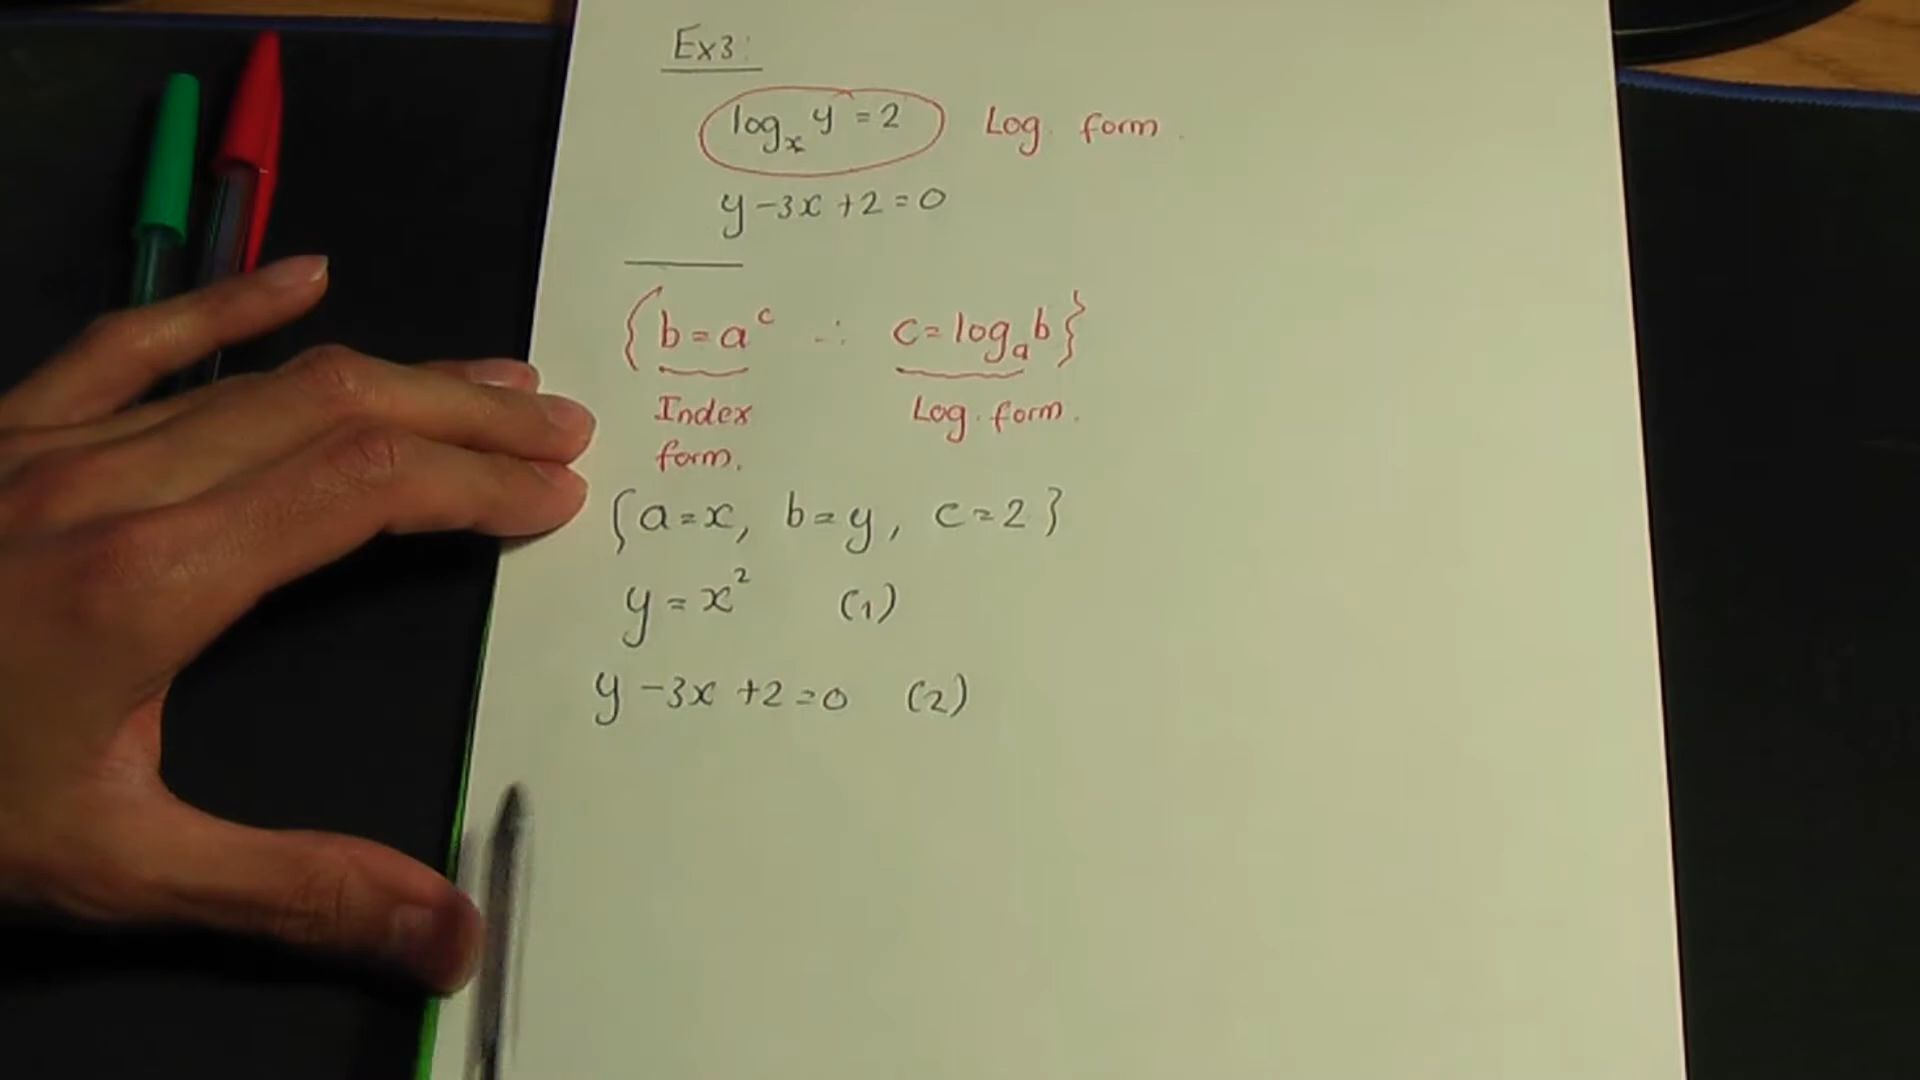 Ex3:
log_x y = 2 Log. form.
y - 3x + 2 = 0
{b = a^c ∴ c = log_a b}
Index Log. form.
form.
{a = x, b = y, c = 2}
y = x^2 (1)
y - 3x + 2 = 0 (2)